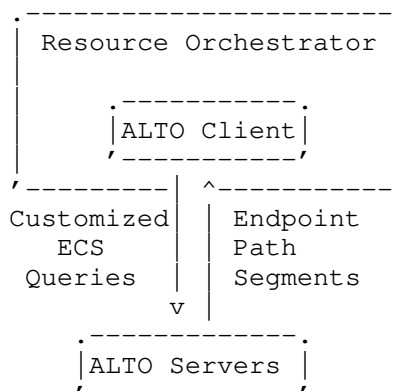 Resource Orchestrator
ALTO Client
Customized Endpoint
ECS Path
Queries Segments
ALTO Servers